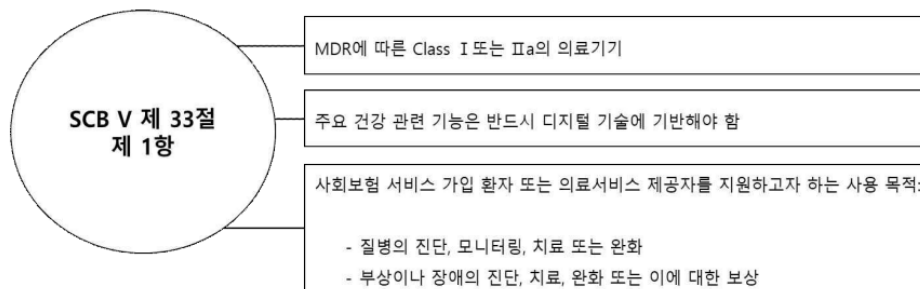 SCB V 제 33절
제 1항
MDR에 따른 Class Ⅰ 또는 Ⅱa의 의료기기
주요 건강 관련 기능은 반드시 디지털 기술에 기반해야 함
사회보험 서비스 가입 환자 또는 의료서비스 제공자를 지원하고자 하는 사용 목적:
- 질병의 진단, 모니터링, 치료 또는 완화
- 부상이나 장애의 진단, 치료, 완화 또는 이에 대한 보상